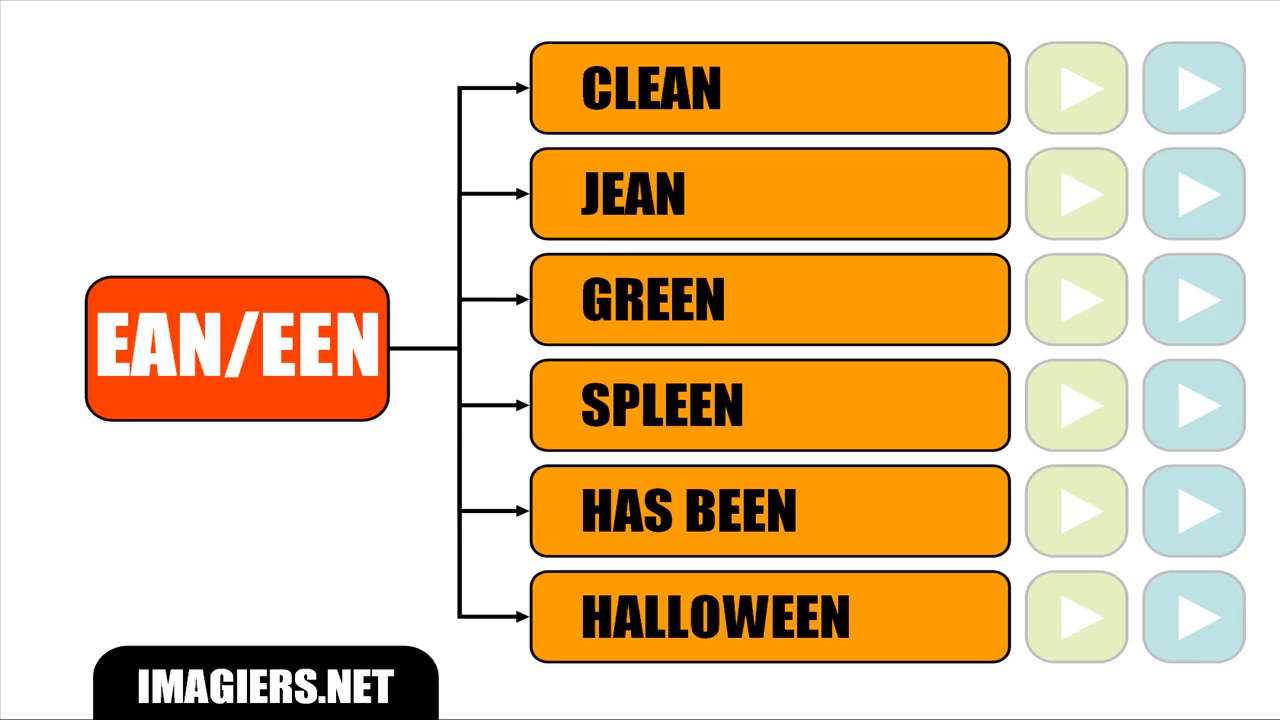 CLEAN
JEAN
GREEN
EAN/EEN
SPLEEN
HAS BEEN
HALLOWEEN
IMAGIERS.NET